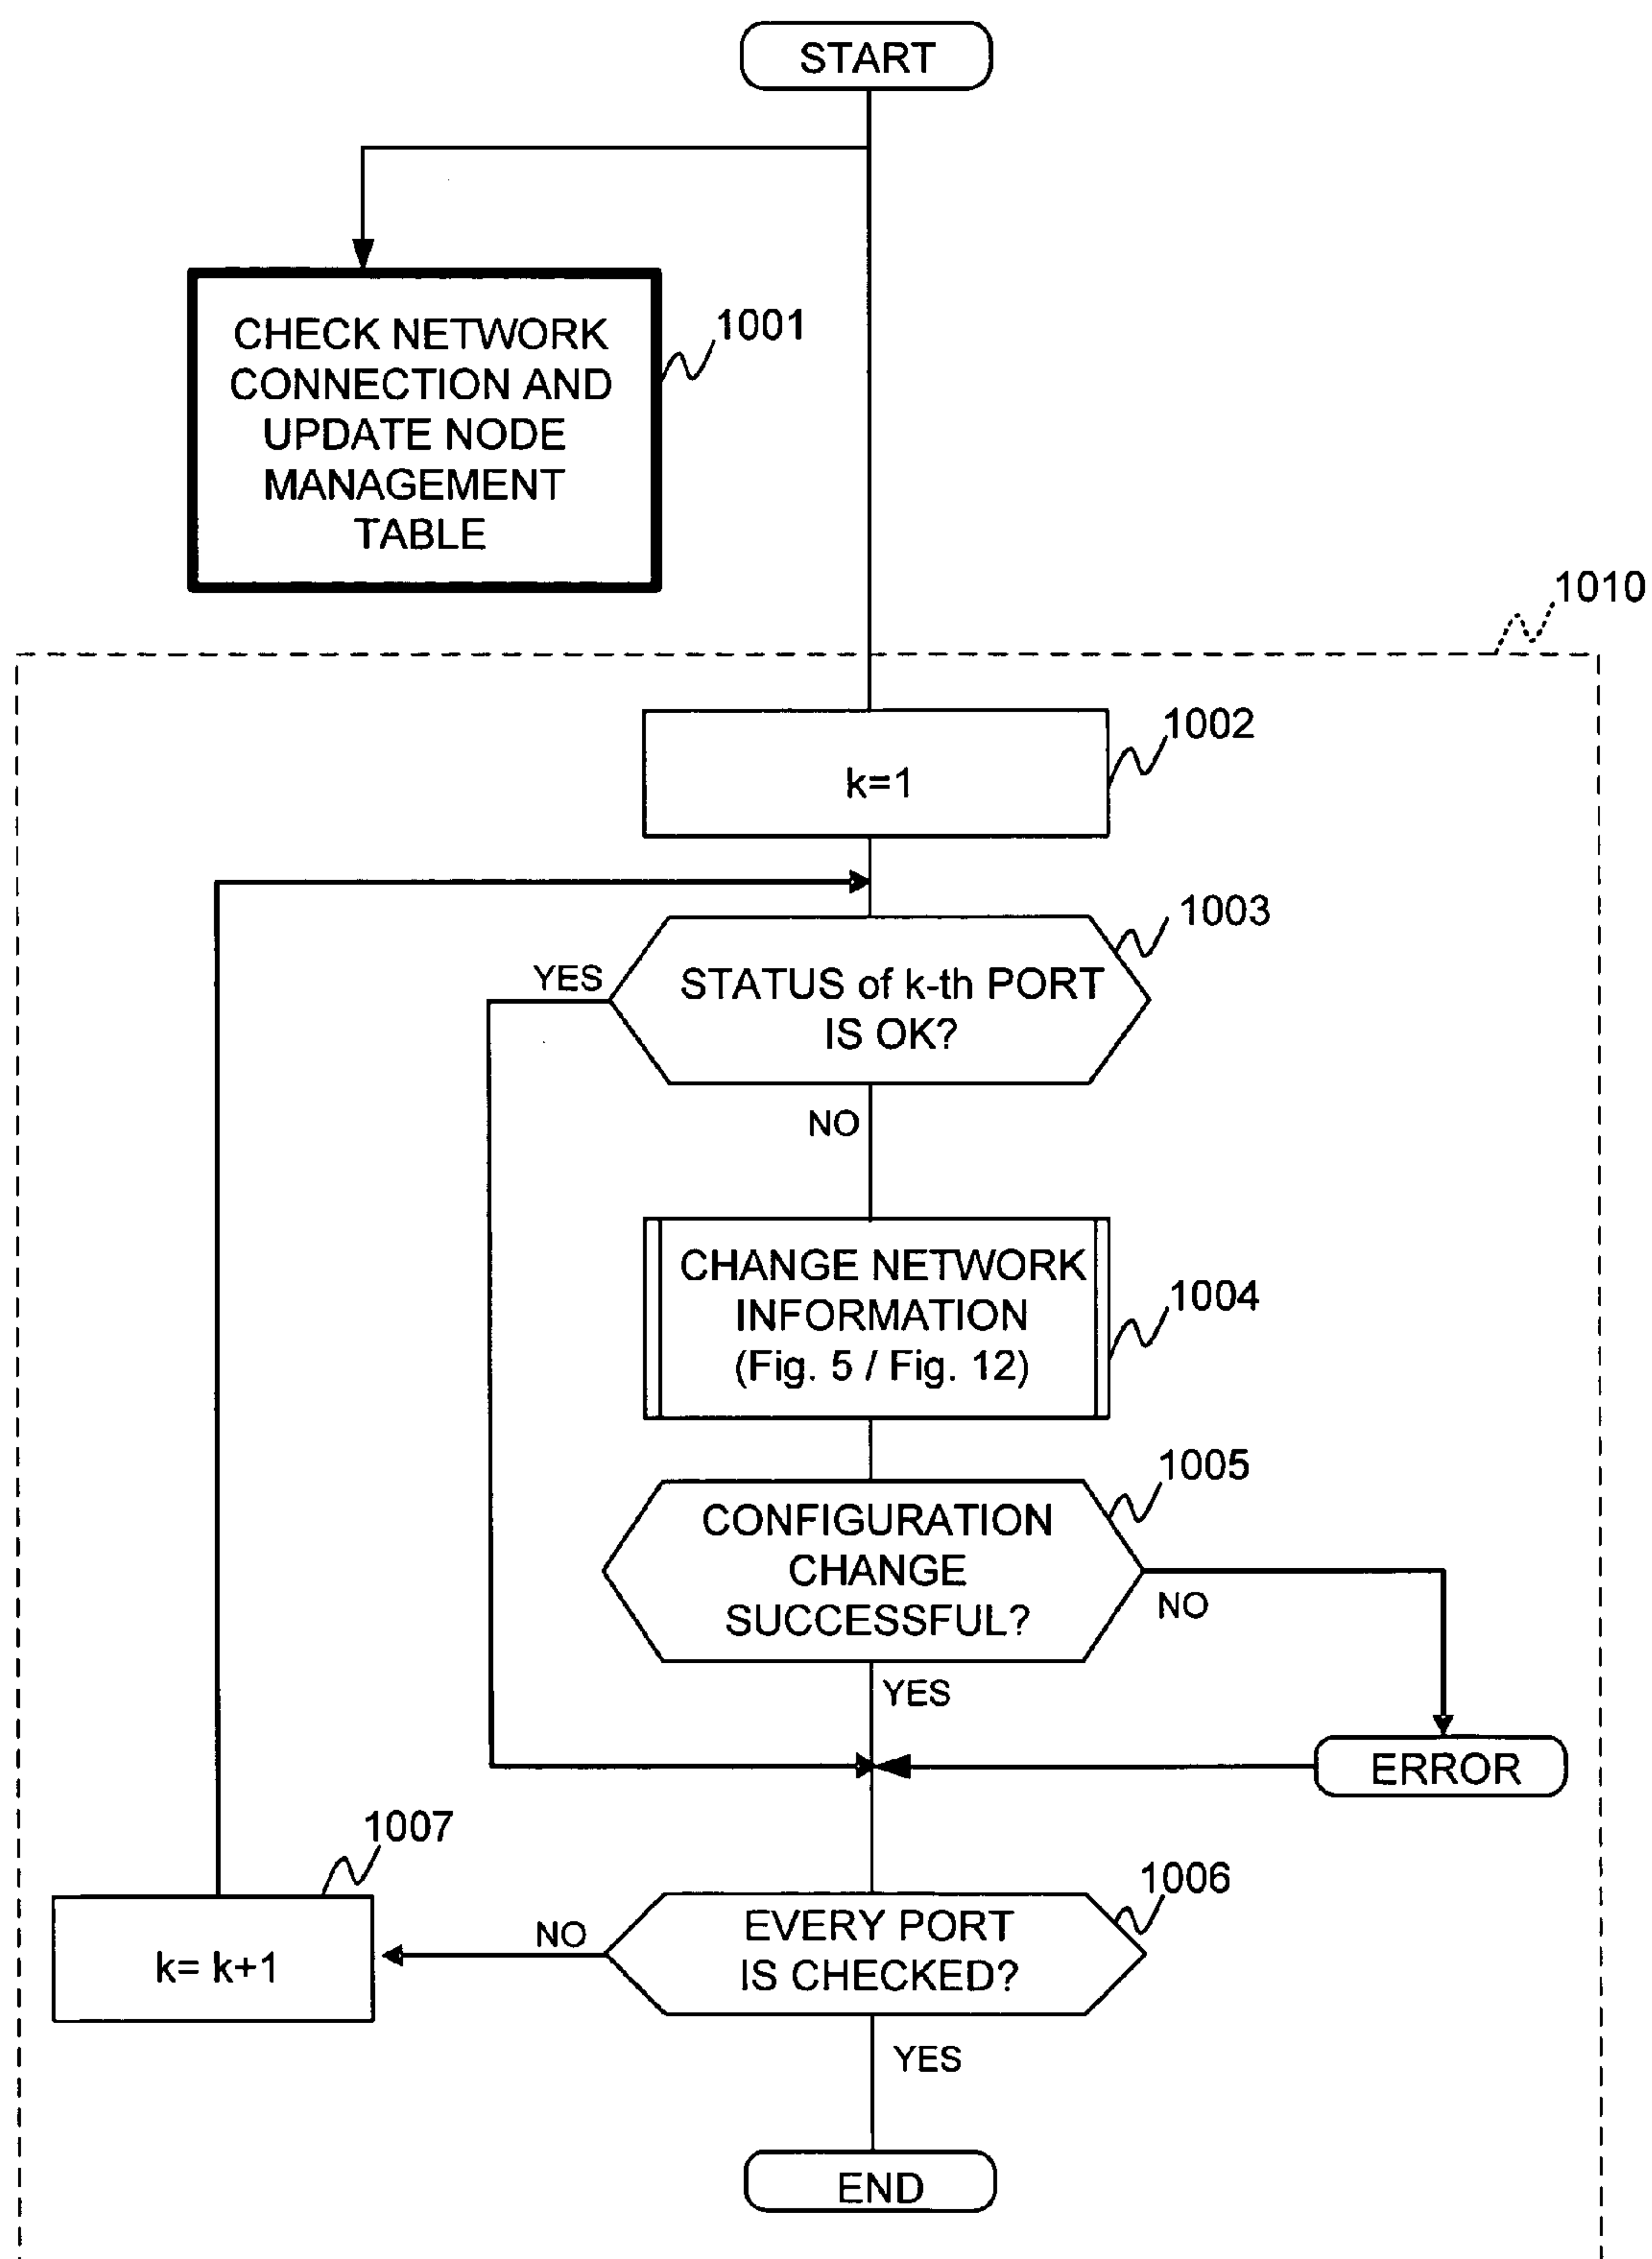 START
CHECK NETWORK
CONNECTION AND
UPDATE NODE
MANAGEMENT
TABLE
1001
1010
1002
k=1
1003
YES
STATUS of k-th PORT
IS OK?
NO
CHANGE NETWORK
INFORMATION
(Fig. 5 / Fig. 12)
1004
1005
CONFIGURATION
CHANGE
SUCCESSFUL?
NO
YES
ERROR
1007
1006
k= k+1
NO
EVERY PORT
IS CHECKED?
YES
END